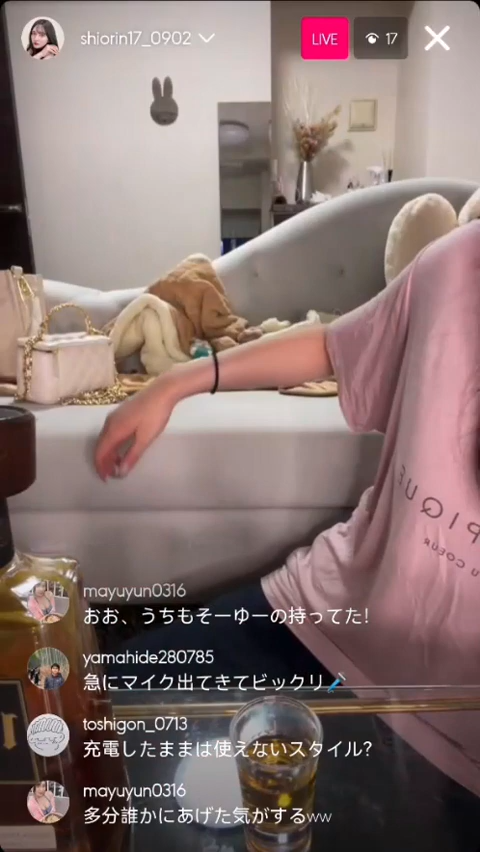 shiorin17_0902
LIVE
17
PIQUE
U COEUR
mayuyun0316
おお、うちもそーゆーの持ってた!
yamahide280785
急にマイク出てきてビックリ🎤
toshigon_0713
充電したままは使えないスタイル?
mayuyun0316
多分誰かにあげた気がするww